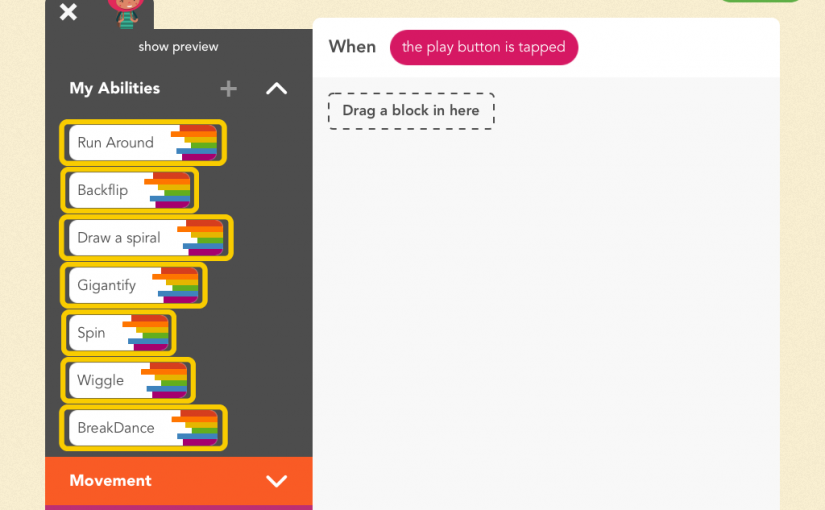 show preview
When the play button is tapped
My Abilities
Drag a block in here
Run Around
Backflip
Draw a spiral
Gigantify
Spin
Wiggle
BreakDance
Movement